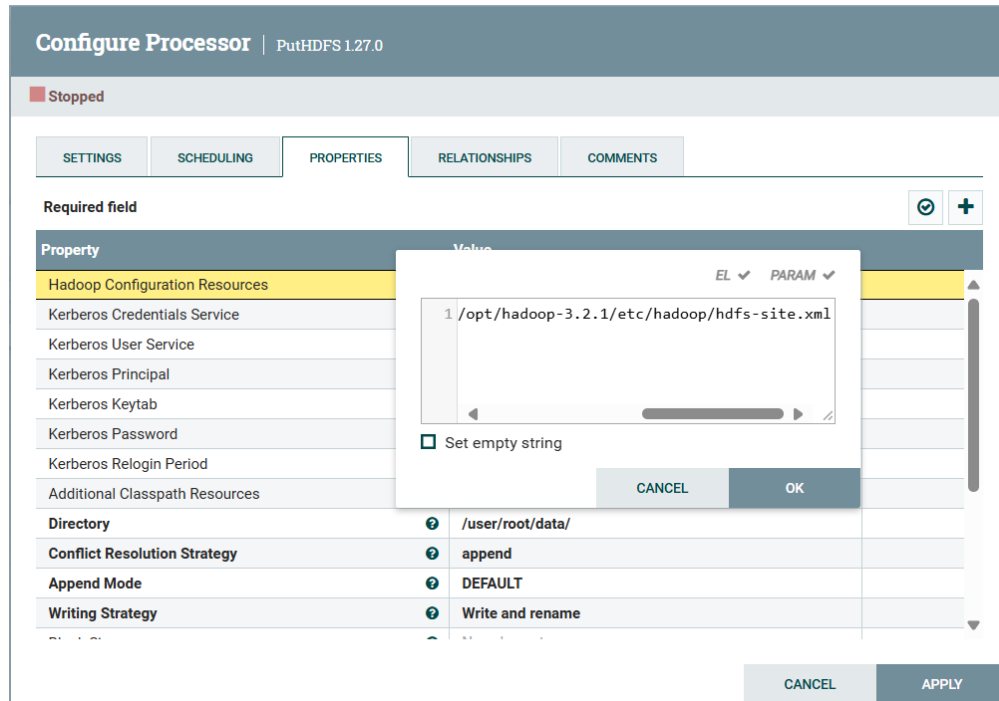 Configure Processor | PutHDFS 1.27.0
Stopped
SETTINGS SCHEDULING PROPERTIES RELATIONSHIPS COMMENTS
Required field
Property Value
EL PARAM
Hadoop Configuration Resources
1 /opt/hadoop-3.2.1/etc/hadoop/hdfs-site.xml
Kerberos Credentials Service
Kerberos User Service
Kerberos Principal
Kerberos Keytab
Kerberos Password
Set empty string
Kerberos Relogin Period
Additional Classpath Resources
CANCEL OK
Directory /user/root/data/
Conflict Resolution Strategy append
Append Mode DEFAULT
Writing Strategy Write and rename
CANCEL APPLY